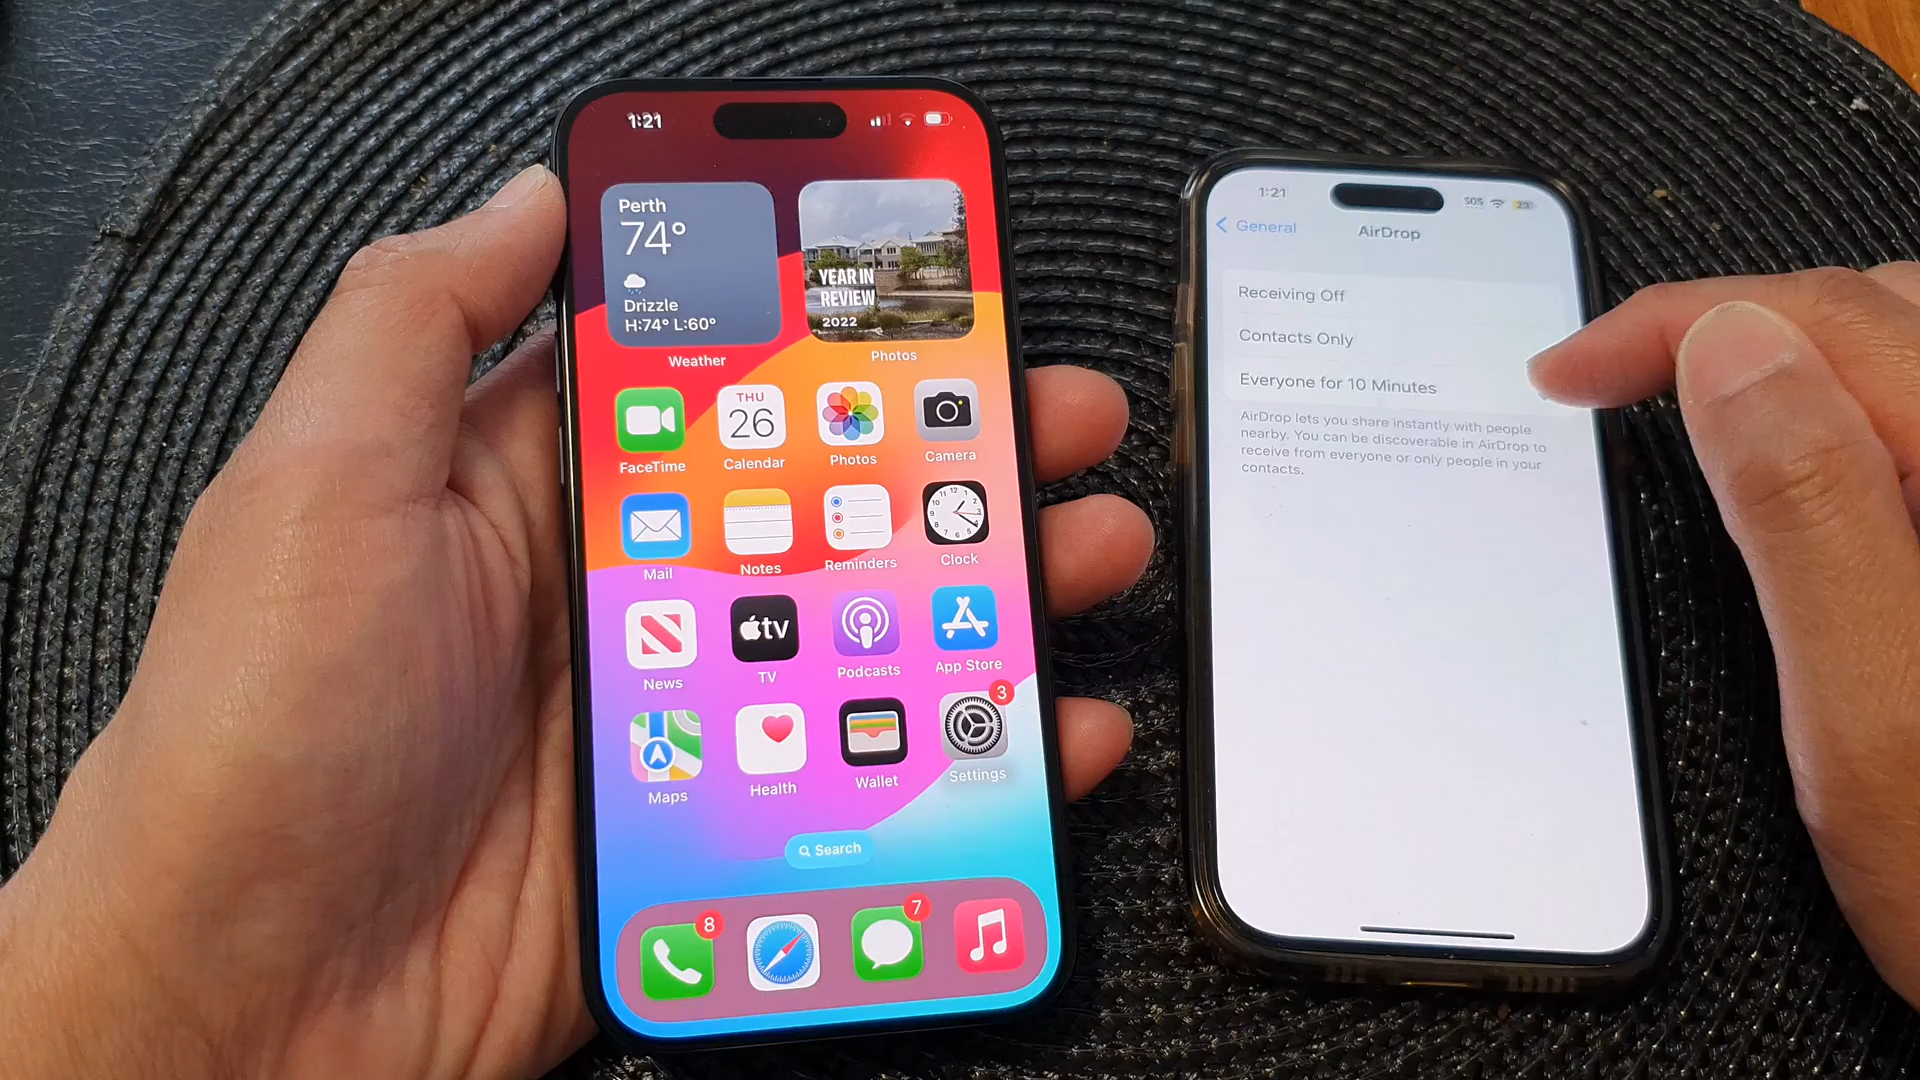 1:21
Perth
74°
Drizzle
H:74° L:60°
Weather
YEAR IN
REVIEW
2022
Photos
FaceTime
THU
26
Calendar
Photos
Camera
Mail
Notes
Reminders
Clock
News
tv
TV
Podcasts
App Store
Maps
Health
Wallet
3
Settings
Search
8
7
1:21
SOS
23
General
AirDrop
Receiving Off
Contacts Only
Everyone for 10 Minutes
AirDrop lets you share instantly with people
nearby. You can be discoverable in AirDrop to
receive from everyone or only people in your
contacts.